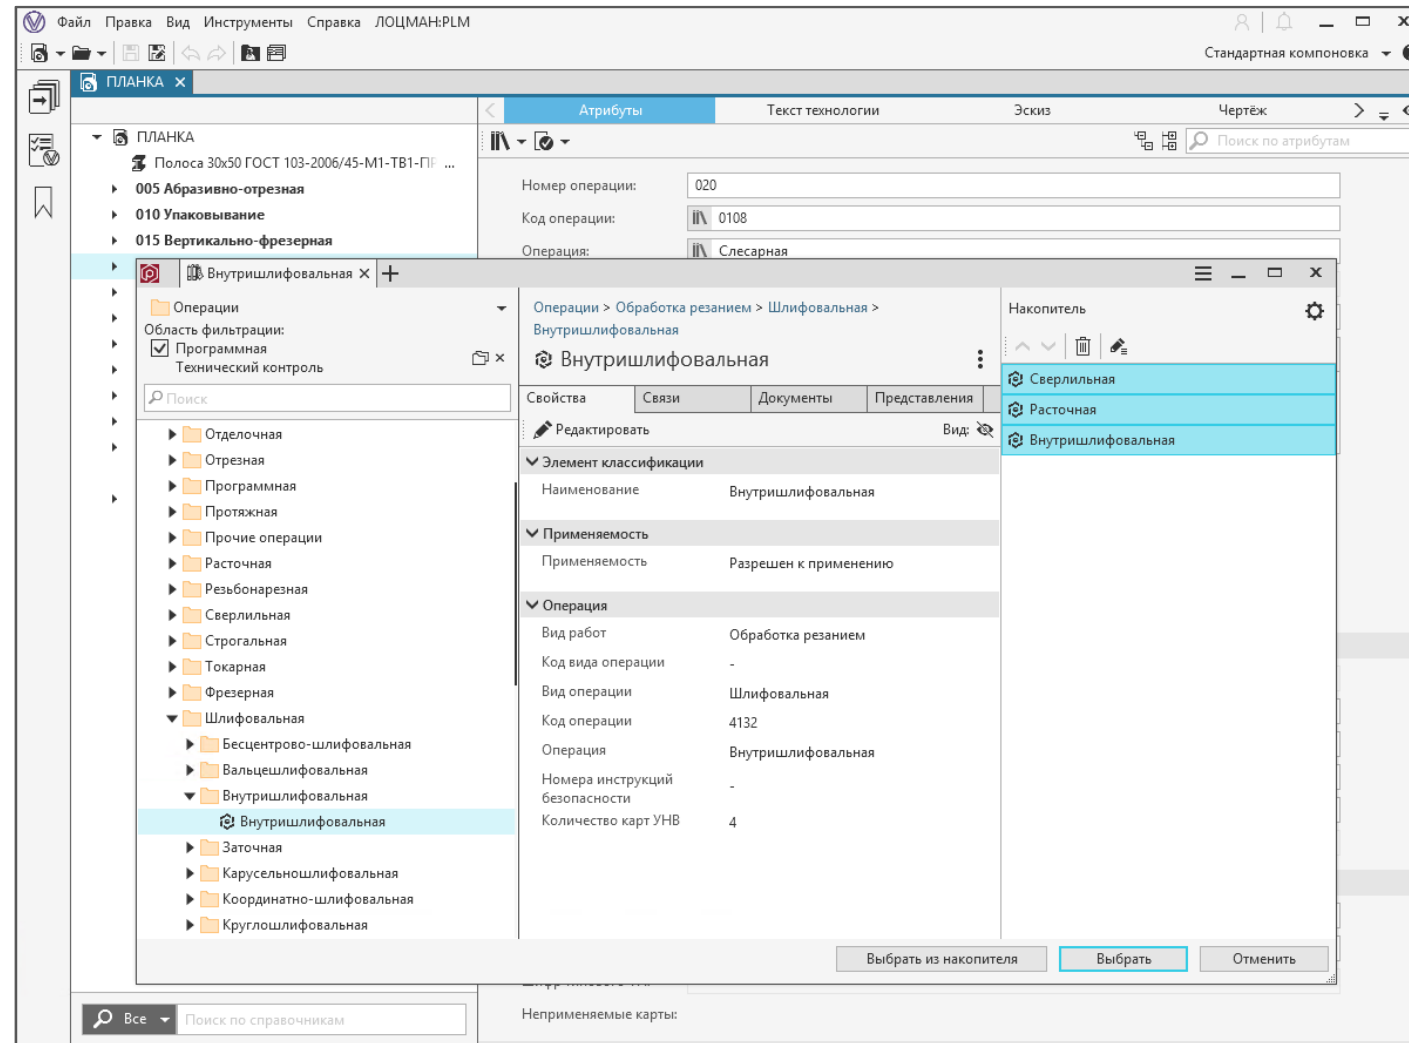 Файл Правка Вид Инструменты Справка ЛОЦМАН:PLM
Стандартная компоновка
ПЛАНКА
Атрибуты Текст технологии Эскиз Чертёж
ПЛАНКА
Поиск по атрибутам
Полоса 30x50 ГОСТ 103-2006/45-М1-ТВ1-ПР ...
005 Абразивно-отрезная
Номер операции: 020
010 Упаковывание
Код операции: 0108
015 Вертикально-фрезерная
Операция: Слесарная
Внутришлифовальная
Операции
Область фильтрации:
Программная
Технический контроль
Поиск
Отделочная
Отрезная
Программная
Протяжная
Прочие операции
Расточная
Резьбонарезная
Сверлильная
Строгальная
Токарная
Фрезерная
Шлифовальная
Бесцентрово-шлифовальная
Вальцешлифовальная
Внутришлифовальная
Внутришлифовальная
Заточная
Карусельношлифовальная
Координатно-шлифовальная
Круглошлифовальная
Операции > Обработка резанием > Шлифовальная >
Внутришлифовальная
Внутришлифовальная
Свойства Связи Документы Представления
Редактировать Вид:
Элемент классификации
Наименование Внутришлифовальная
Применяемость
Применяемость Разрешен к применению
Операция
Вид работ Обработка резанием
Код вида операции -
Вид операции Шлифовальная
Код операции 4132
Операция Внутришлифовальная
Номера инструкций
безопасности -
Количество карт УНВ 4
Накопитель
Сверлильная
Расточная
Внутришлифовальная
Выбрать из накопителя Выбрать Отменить
Все Поиск по справочникам
Неприменяемые карты: